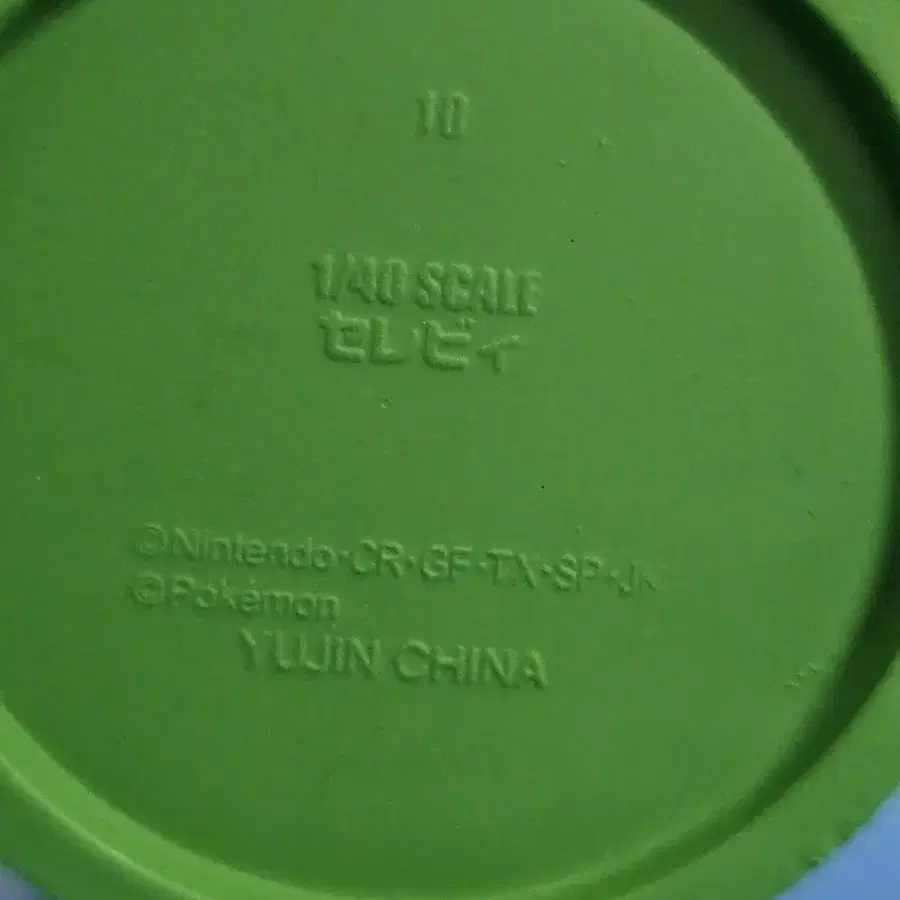 10
1/40 SCALE
セレビィ
©Nintendo・CR・GF・TX・SP・JK
©Pokémon
YUJIN CHINA